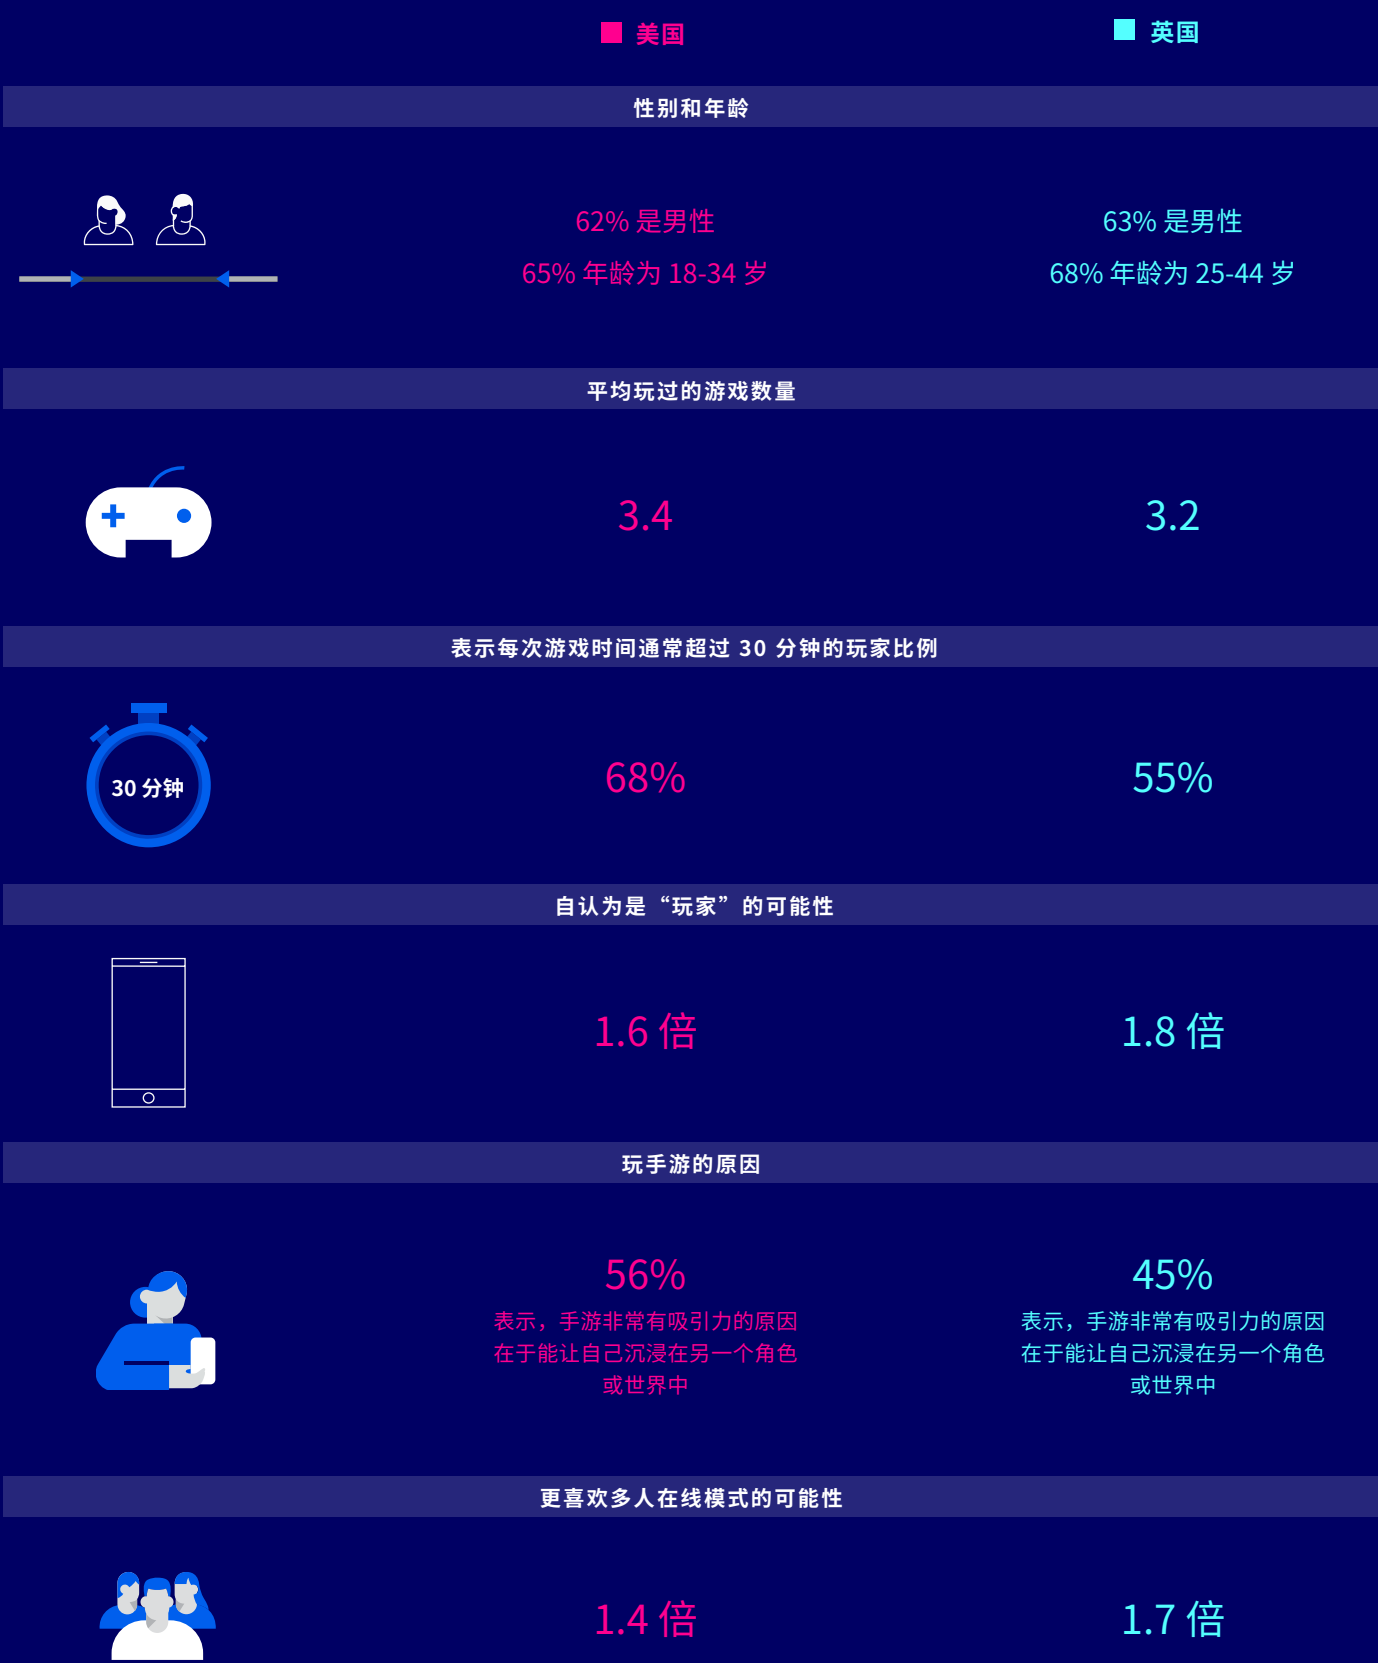 美国
英国
性别和年龄
62% 是男性
63% 是男性
65% 年龄为 18-34 岁
68% 年龄为 25-44 岁
平均玩过的游戏数量
3.4
3.2
表示每次游戏时间通常超过 30 分钟的玩家比例
30 分钟
68%
55%
自认为是“玩家”的可能性
1.6 倍
1.8 倍
玩手游的原因
56%
表示，手游非常有吸引力的原因
在于能让自己沉浸在另一个角色
或世界中
45%
表示，手游非常有吸引力的原因
在于能让自己沉浸在另一个角色
或世界中
更喜欢多人在线模式的可能性
1.4 倍
1.7 倍